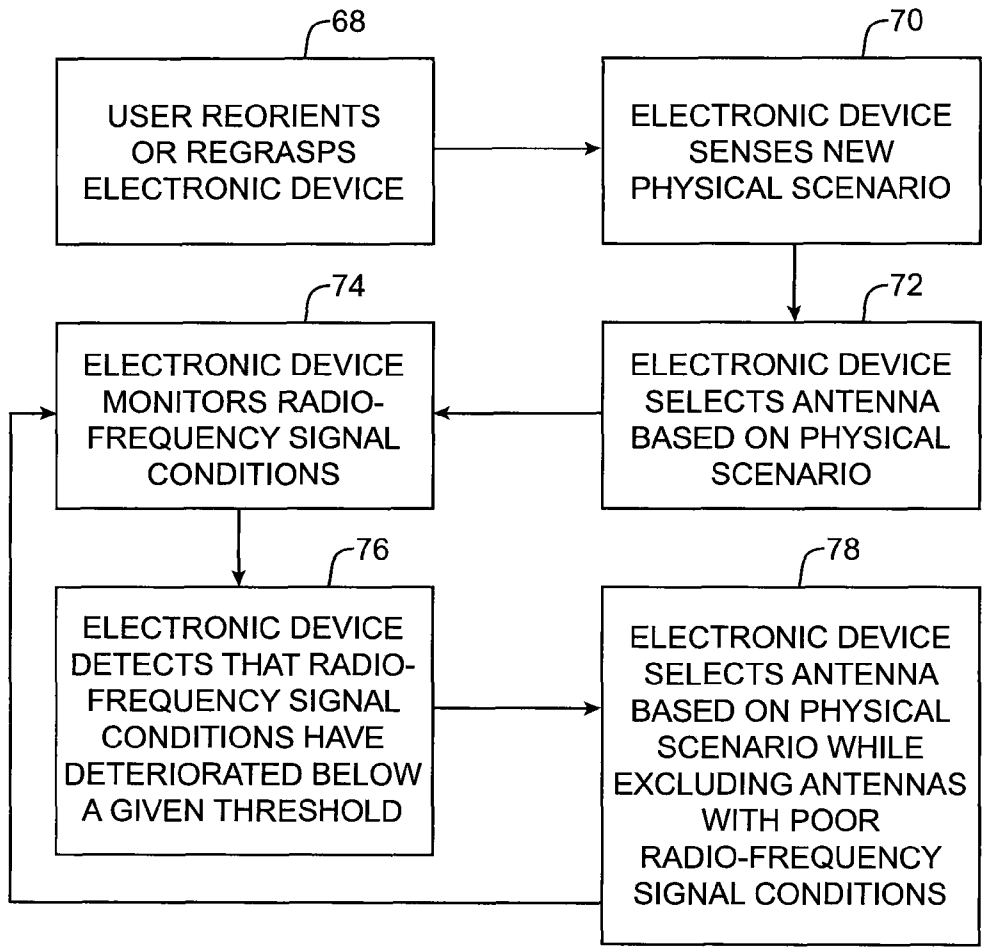 68
USER REORIENTS
OR REGRASPS
ELECTRONIC DEVICE
70
ELECTRONIC DEVICE
SENSES NEW
PHYSICAL SCENARIO
72
ELECTRONIC DEVICE
SELECTS ANTENNA
BASED ON PHYSICAL
SCENARIO
74
ELECTRONIC DEVICE
MONITORS RADIO-
FREQUENCY SIGNAL
CONDITIONS
76
ELECTRONIC DEVICE
DETECTS THAT RADIO-
FREQUENCY SIGNAL
CONDITIONS HAVE
DETERIORATED BELOW
A GIVEN THRESHOLD
78
ELECTRONIC DEVICE
SELECTS ANTENNA
BASED ON PHYSICAL
SCENARIO WHILE
EXCLUDING ANTENNAS
WITH POOR
RADIO-FREQUENCY
SIGNAL CONDITIONS